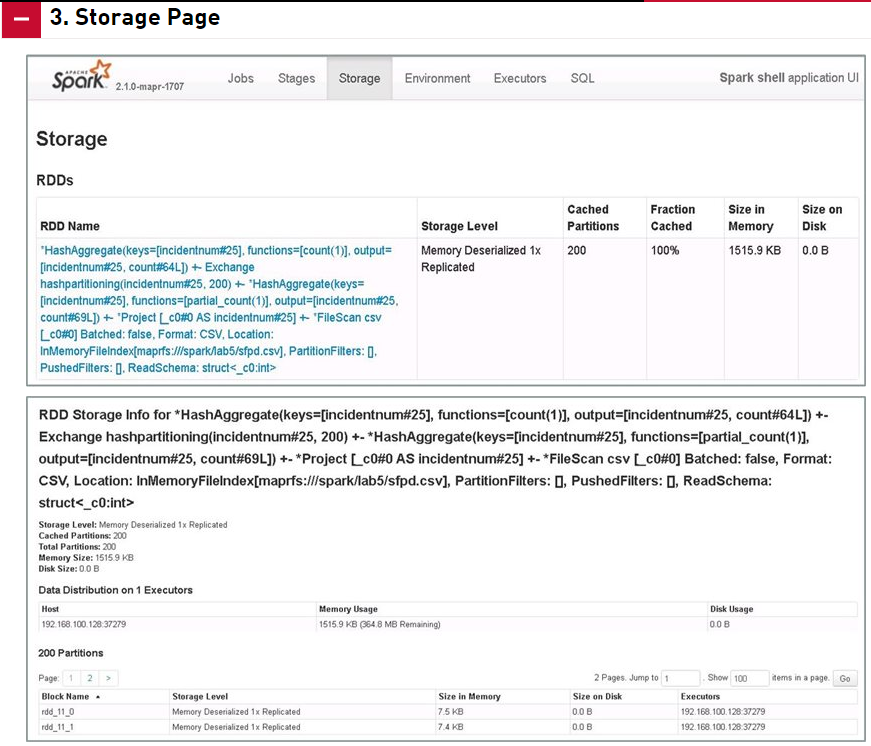 3. Storage Page
APACHE
Spark 2.1.0-mapr-1707 Jobs Stages Storage Environment Executors SQL Spark shell application UI
Storage
RDDs
RDD Name Storage Level Cached Partitions Fraction Cached Size in Memory Size on Disk
*HashAggregate(keys=[incidentnum#25], functions=[count(1)], output=
[incidentnum#25, count#64L]) +- Exchange
hashpartitioning(incidentnum#25, 200) +- *HashAggregate(keys=
[incidentnum#25], functions=[partial_count(1)], output=[incidentnum#25,
count#69L]) +- *Project [_c0#0 AS incidentnum#25] +- *FileScan csv
[_c0#0] Batched: false, Format: CSV, Location:
InMemoryFileIndex[maprfs:///spark/lab5/sfpd.csv], PartitionFilters: [],
PushedFilters: [], ReadSchema: struct<_c0:int>
Memory Deserialized 1x
Replicated
200 100% 1515.9 KB 0.0 B
RDD Storage Info for *HashAggregate(keys=[incidentnum#25], functions=[count(1)], output=[incidentnum#25, count#64L]) +-
Exchange hashpartitioning(incidentnum#25, 200) +- *HashAggregate(keys=[incidentnum#25], functions=[partial_count(1)],
output=[incidentnum#25, count#69L]) +- *Project [_c0#0 AS incidentnum#25] +- *FileScan csv [_c0#0] Batched: false, Format:
CSV, Location: InMemoryFileIndex[maprfs:///spark/lab5/sfpd.csv], PartitionFilters: [], PushedFilters: [], ReadSchema:
struct<_c0:int>
Storage Level: Memory Deserialized 1x Replicated
Cached Partitions: 200
Total Partitions: 200
Memory Size: 1515.9 KB
Disk Size: 0.0 B
Data Distribution on 1 Executors
Host Memory Usage Disk Usage
192.168.100.128:37279 1515.9 KB (364.8 MB Remaining) 0.0 B
200 Partitions
Page: 1 2 > 2 Pages. Jump to 1 . Show 100 items in a page. Go
Block Name Storage Level Size in Memory Size on Disk Executors
rdd_11_0 Memory Deserialized 1x Replicated 7.5 KB 0.0 B 192.168.100.128:37279
rdd_11_1 Memory Deserialized 1x Replicated 7.4 KB 0.0 B 192.168.100.128:37279